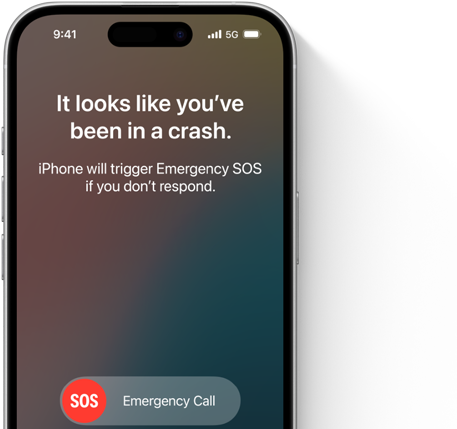 9:41 5G
It looks like you’ve
been in a crash.
iPhone will trigger Emergency SOS
if you don’t respond.
SOS Emergency Call